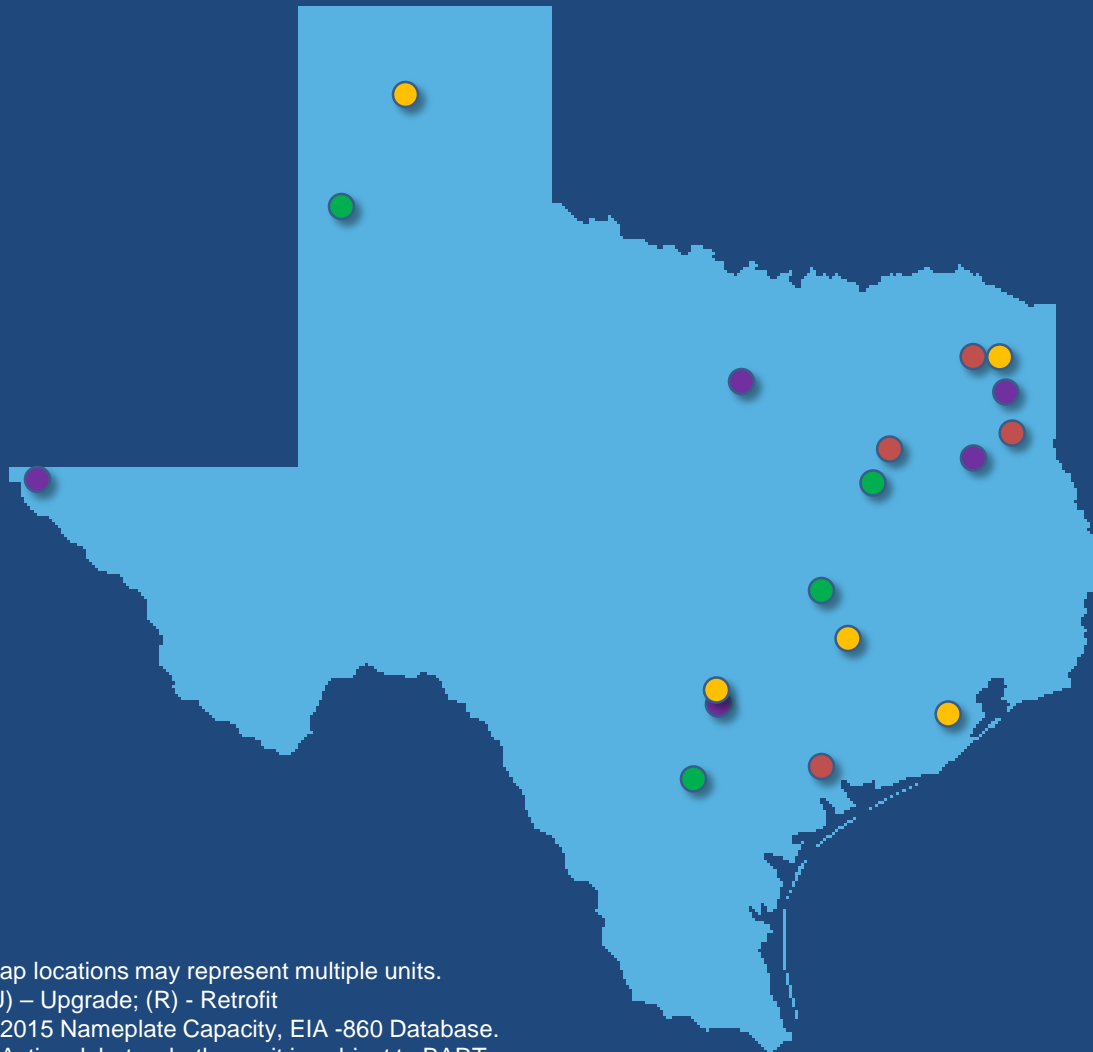 ap locations may represent multiple units.
) – Upgrade; (R) - Retrofit
2015 Nameplate Capacity, EIA -860 Database.